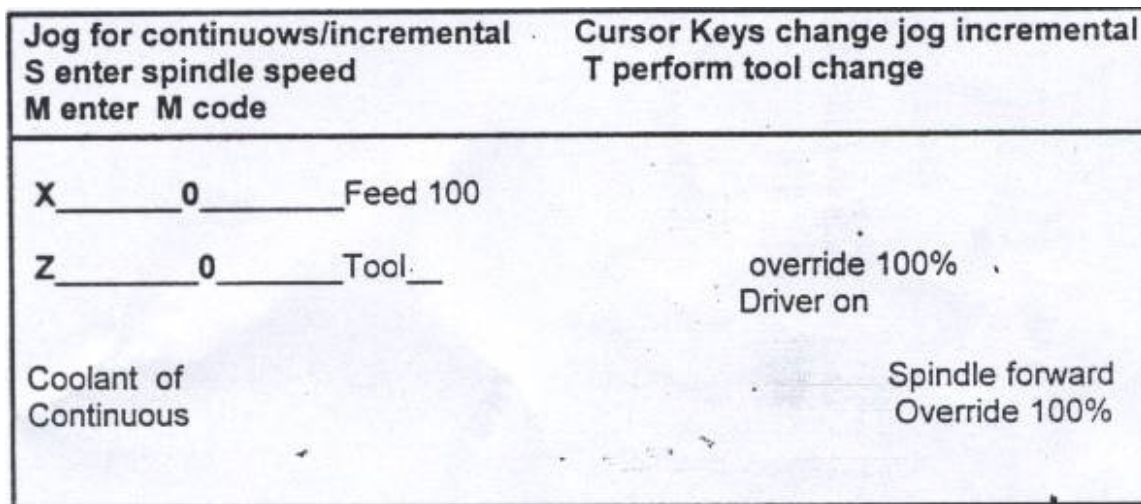 Jog for continuows/incremental Cursor Keys change jog incremental
S enter spindle speed T perform tool change
M enter M code
X_______0________Feed 100
Z________0_______Tool__ override 100%
Driver on
Coolant of Spindle forward
Continuous Override 100%